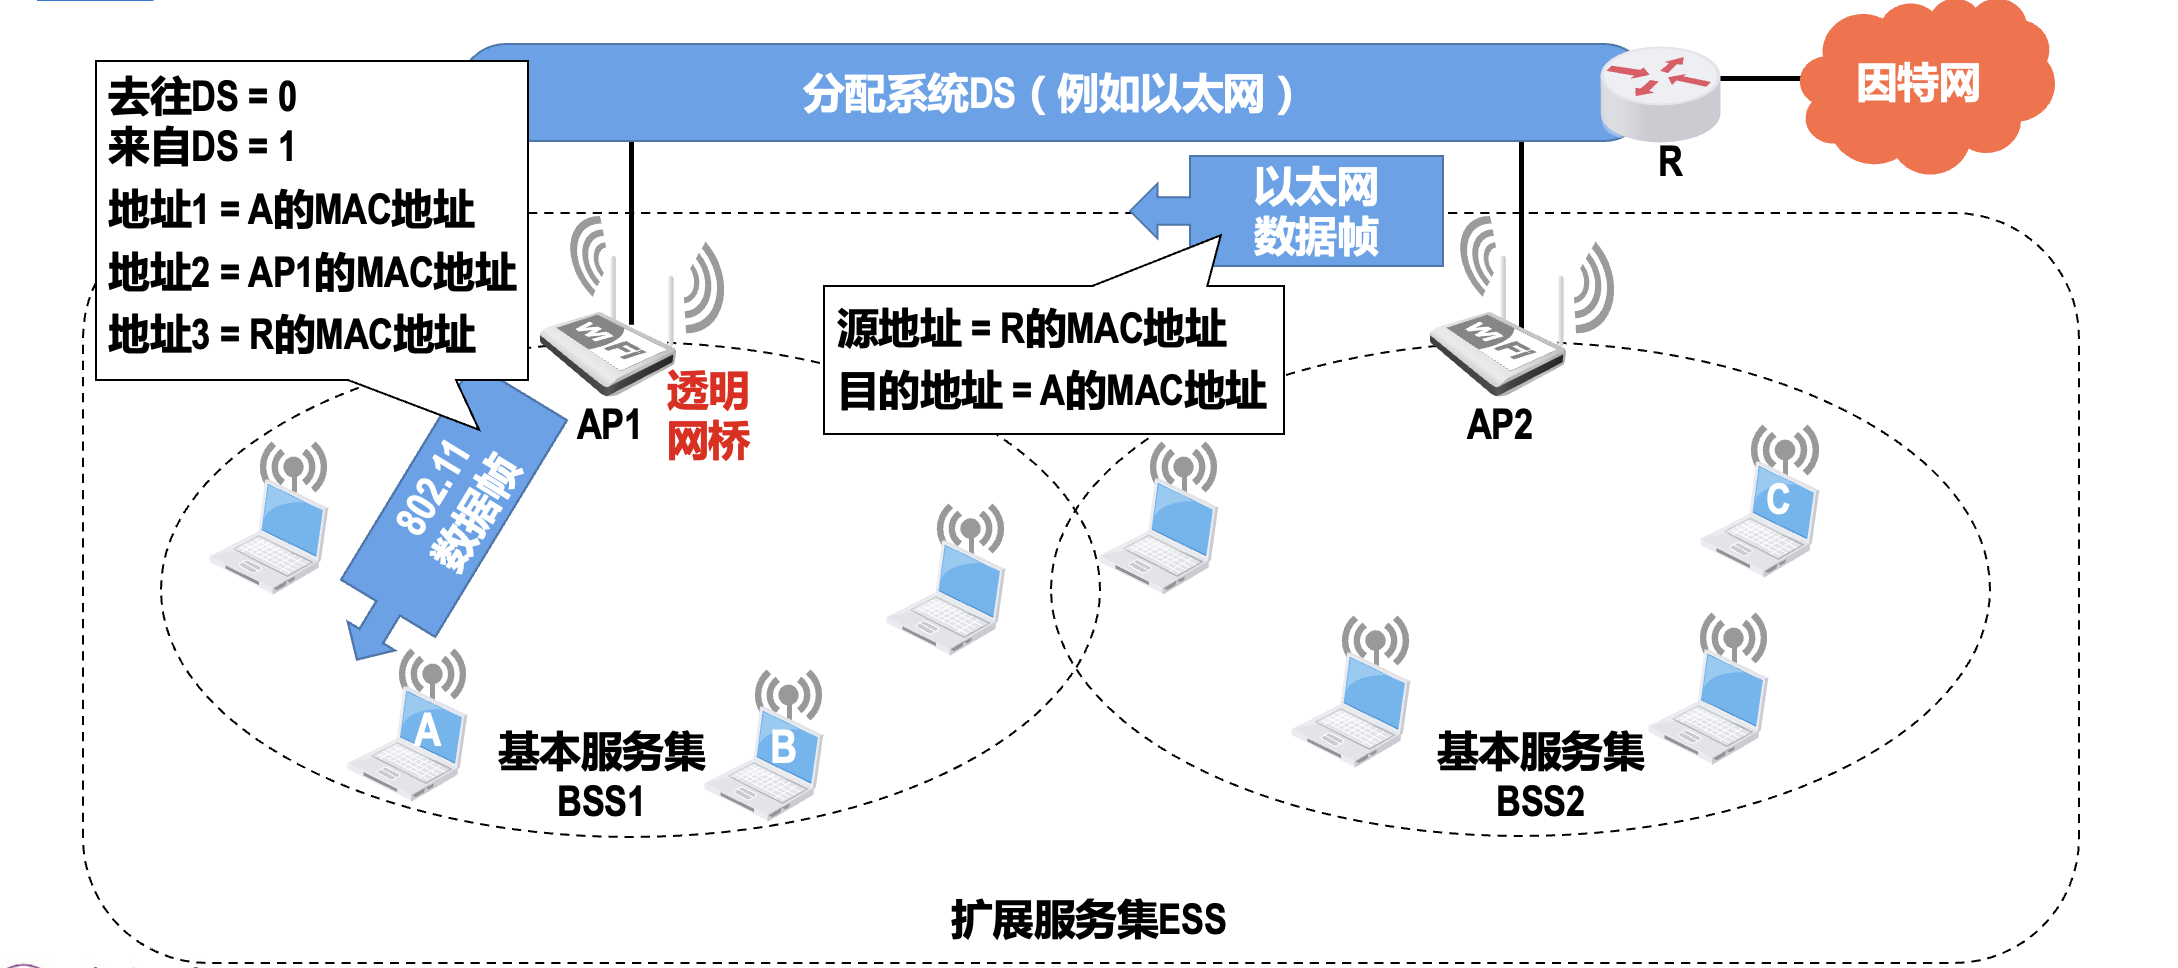 分配系统DS（例如以太网）
因特网
R
去往DS = 0
来自DS = 1
地址1 = A的MAC地址
地址2 = AP1的MAC地址
地址3 = R的MAC地址
以太网
数据帧
源地址 = R的MAC地址
目的地址 = A的MAC地址
WiFi
AP1
透明
网桥
WiFi
AP2
802.11
数据帧
A
B
C
基本服务集
BSS1
基本服务集
BSS2
扩展服务集ESS